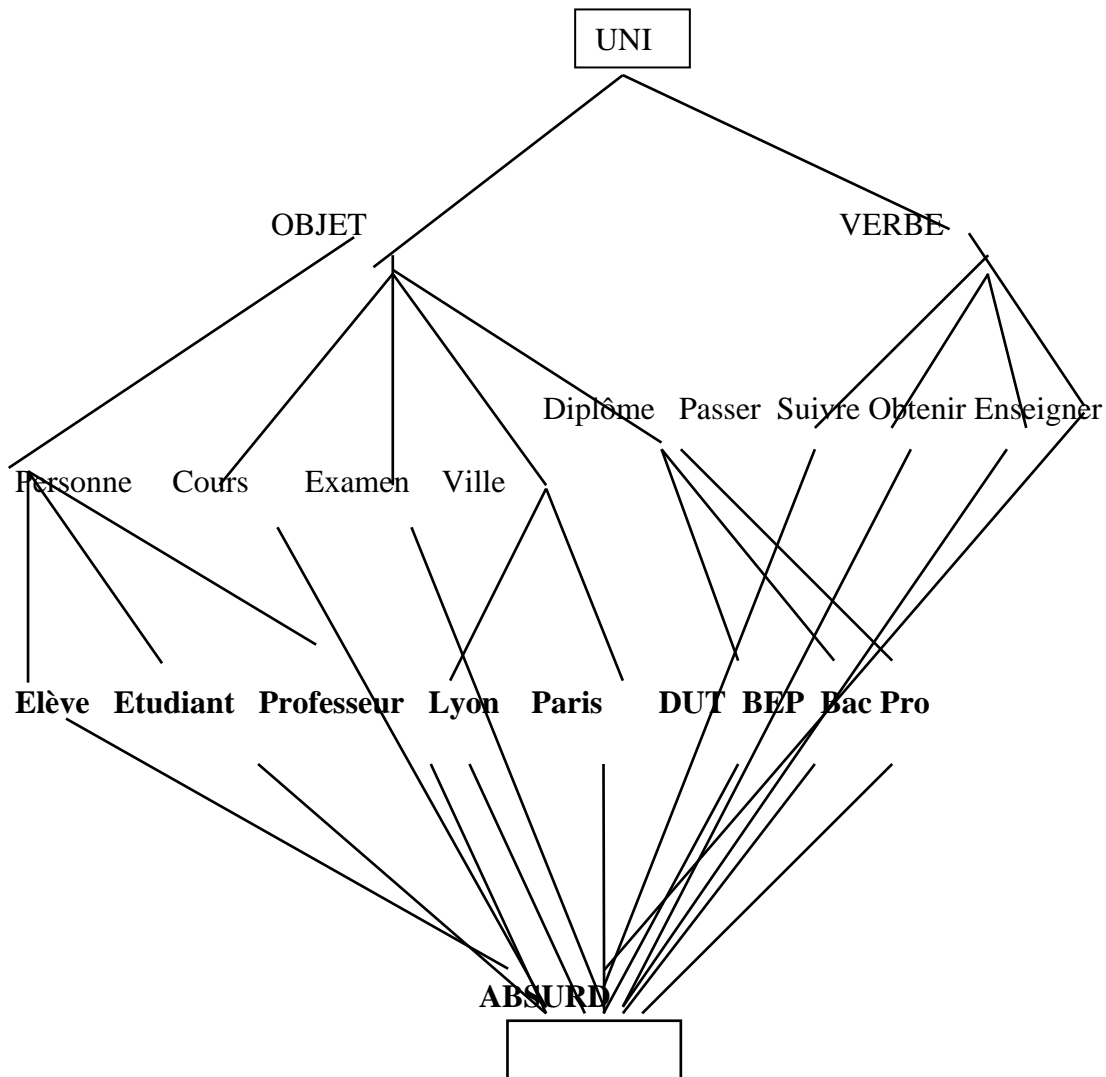 UNI
OBJET VERBE
Diplôme Passer Suivre Obtenir Enseigner
Personne Cours Examen Ville
Elève Etudiant Professeur Lyon Paris DUT BEP Bac Pro
ABSURD